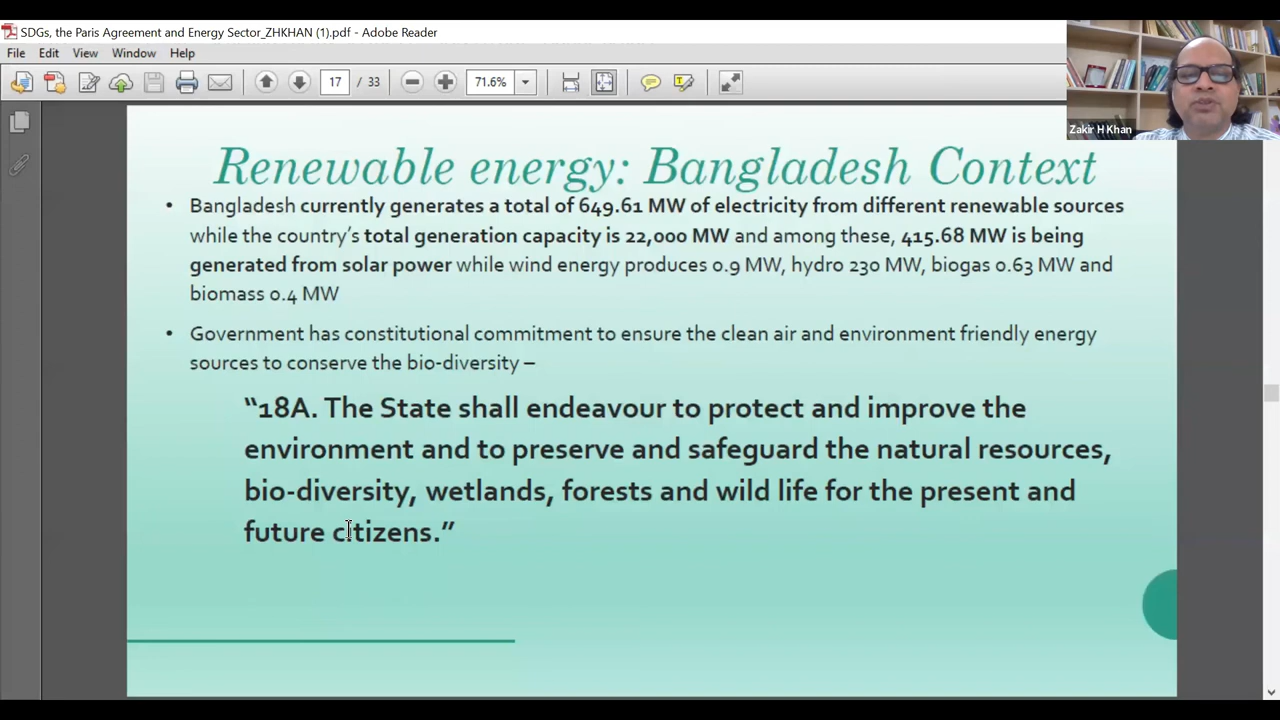 SDGs, the Paris Agreement and Energy Sector_ZHKHAN (1).pdf - Adobe Reader
File Edit View Window Help
17 / 33 71.6%
Zakir H Khan
Renewable energy: Bangladesh Context
• Bangladesh currently generates a total of 649.61 MW of electricity from different renewable sources
while the country's total generation capacity is 22,000 MW and among these, 415.68 MW is being
generated from solar power while wind energy produces 0.9 MW, hydro 230 MW, biogas 0.63 MW and
biomass 0.4 MW
• Government has constitutional commitment to ensure the clean air and environment friendly energy
sources to conserve the bio-diversity –
“18A. The State shall endeavour to protect and improve the
environment and to preserve and safeguard the natural resources,
bio-diversity, wetlands, forests and wild life for the present and
future citizens.”